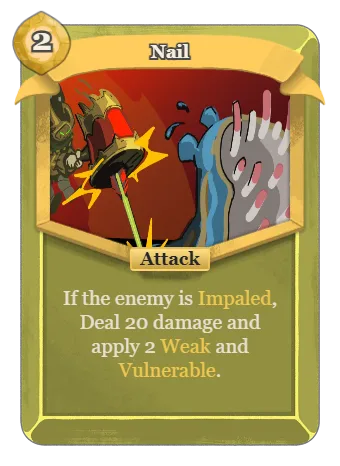 2
Nail
Attack
If the enemy is Impaled,
Deal 20 damage and
apply 2 Weak and
Vulnerable.